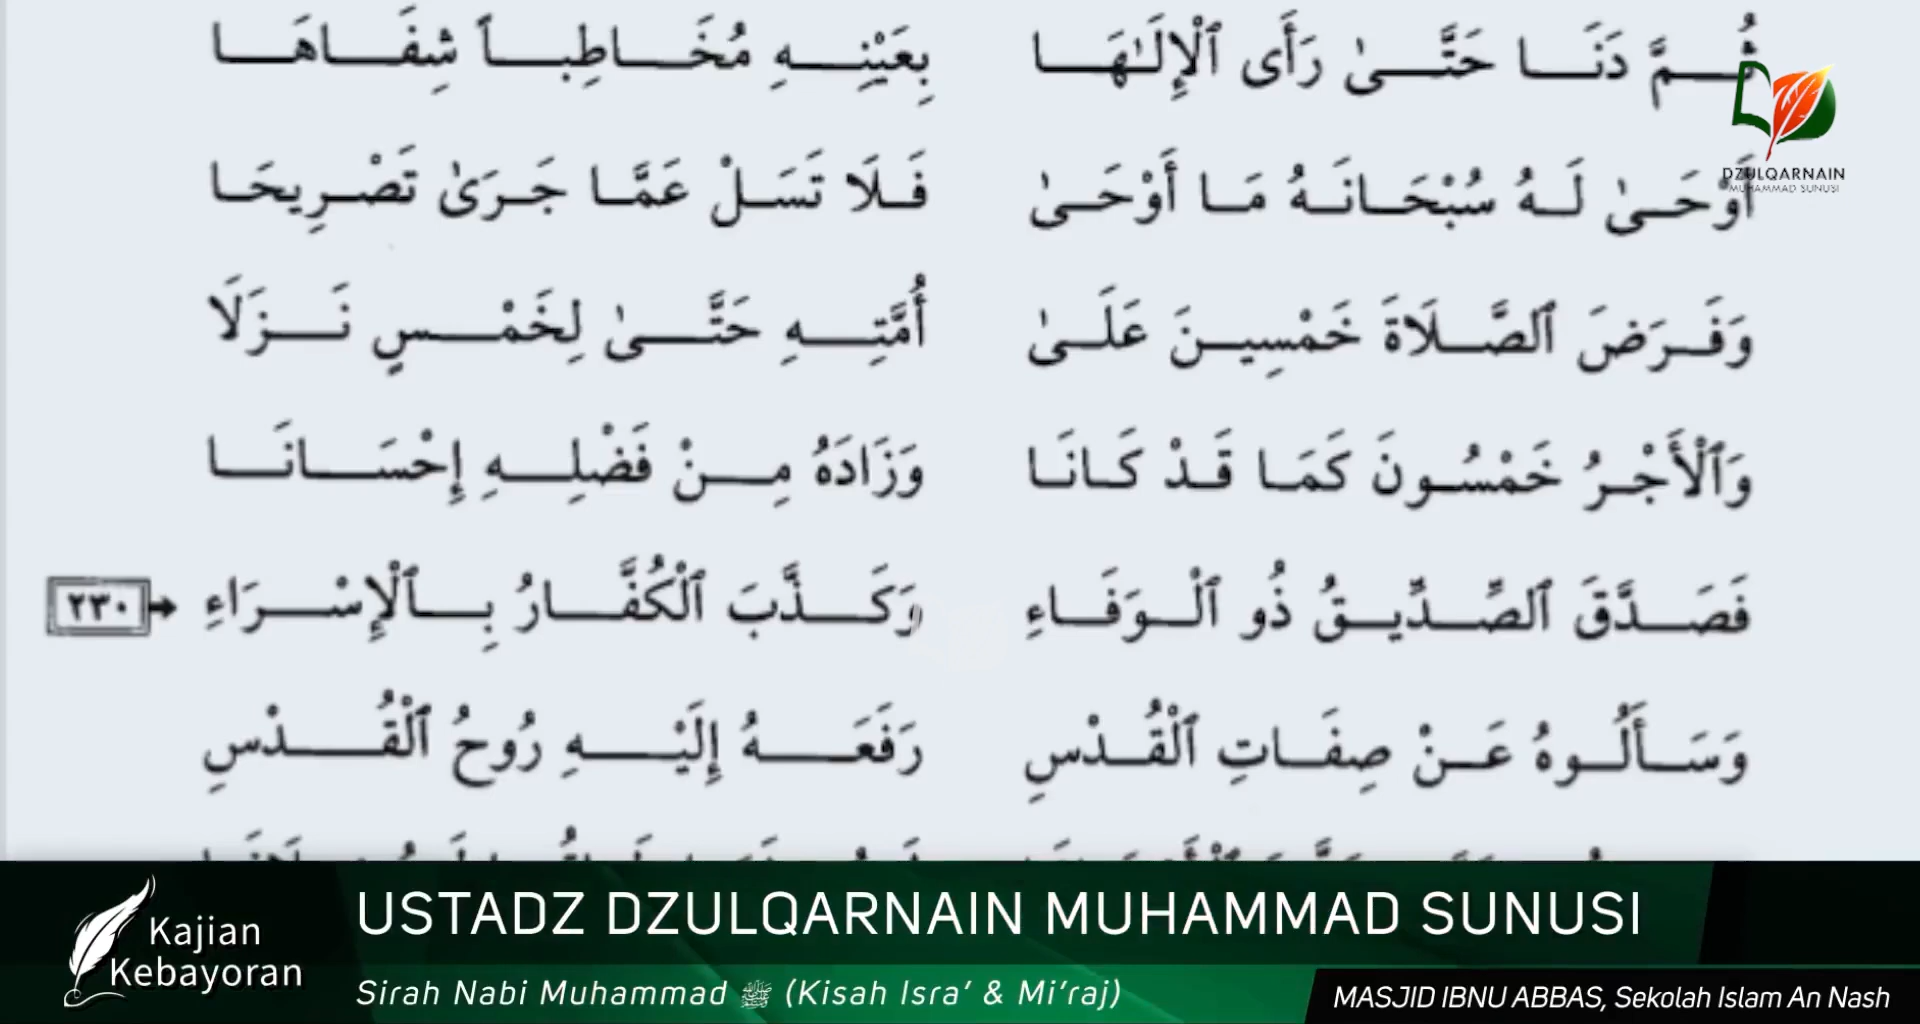 ثُمَّ دَنَا حَتَّىٰ رَأَى ٱلْإِلَـٰهَا بِعَيْنِهِ مُخَاطِباً شِفَاهَا
أَوْحَىٰ لَهُ سُبْحَانَهُ مَا أَوْحَىٰ فَلَا تَسَلْ عَمَّا جَرَىٰ تَصْرِيحَا
وَفَرَضَ ٱلصَّلَاةَ خَمْسِينَ عَلَىٰ أُمَّتِهِ حَتَّىٰ لِخَمْسٍ نَزَلَا
وَٱلْأَجْرُ خَمْسُونَ كَمَا قَدْ كَانَا وَزَادَهُ مِنْ فَضْلِهِ إِحْسَانَا
فَصَدَّقَ ٱلصِّدِّيقُ ذُو ٱلْوَفَاءِ وَكَذَّبَ ٱلْكُفَّارُ بِٱلْإِسْرَاءِ ٢٣٠
وَسَأَلُوهُ عَنْ صِفَاتِ ٱلْقُدْسِ رَفَعَهُ إِلَيْهِ رُوحُ ٱلْقُدْسِ
DZULQARNAIN
MUHAMMAD SUNUSI
Kajian
Kebayoran
USTADZ DZULQARNAIN MUHAMMAD SUNUSI
Sirah Nabi Muhammad ﷺ (Kisah Isra’ & Mi’raj)
MASJID IBNU ABBAS, Sekolah Islam An Nash